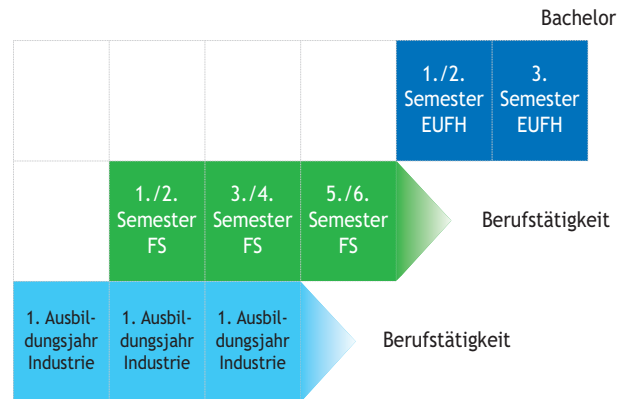 Bachelor
1./2.
Semester
EUFH
3.
Semester
EUFH
1./2.
Semester
FS
3./4.
Semester
FS
5./6.
Semester
FS
Berufstätigkeit
1. Ausbil-
dungsjahr
Industrie
1. Ausbil-
dungsjahr
Industrie
1. Ausbil-
dungsjahr
Industrie
Berufstätigkeit